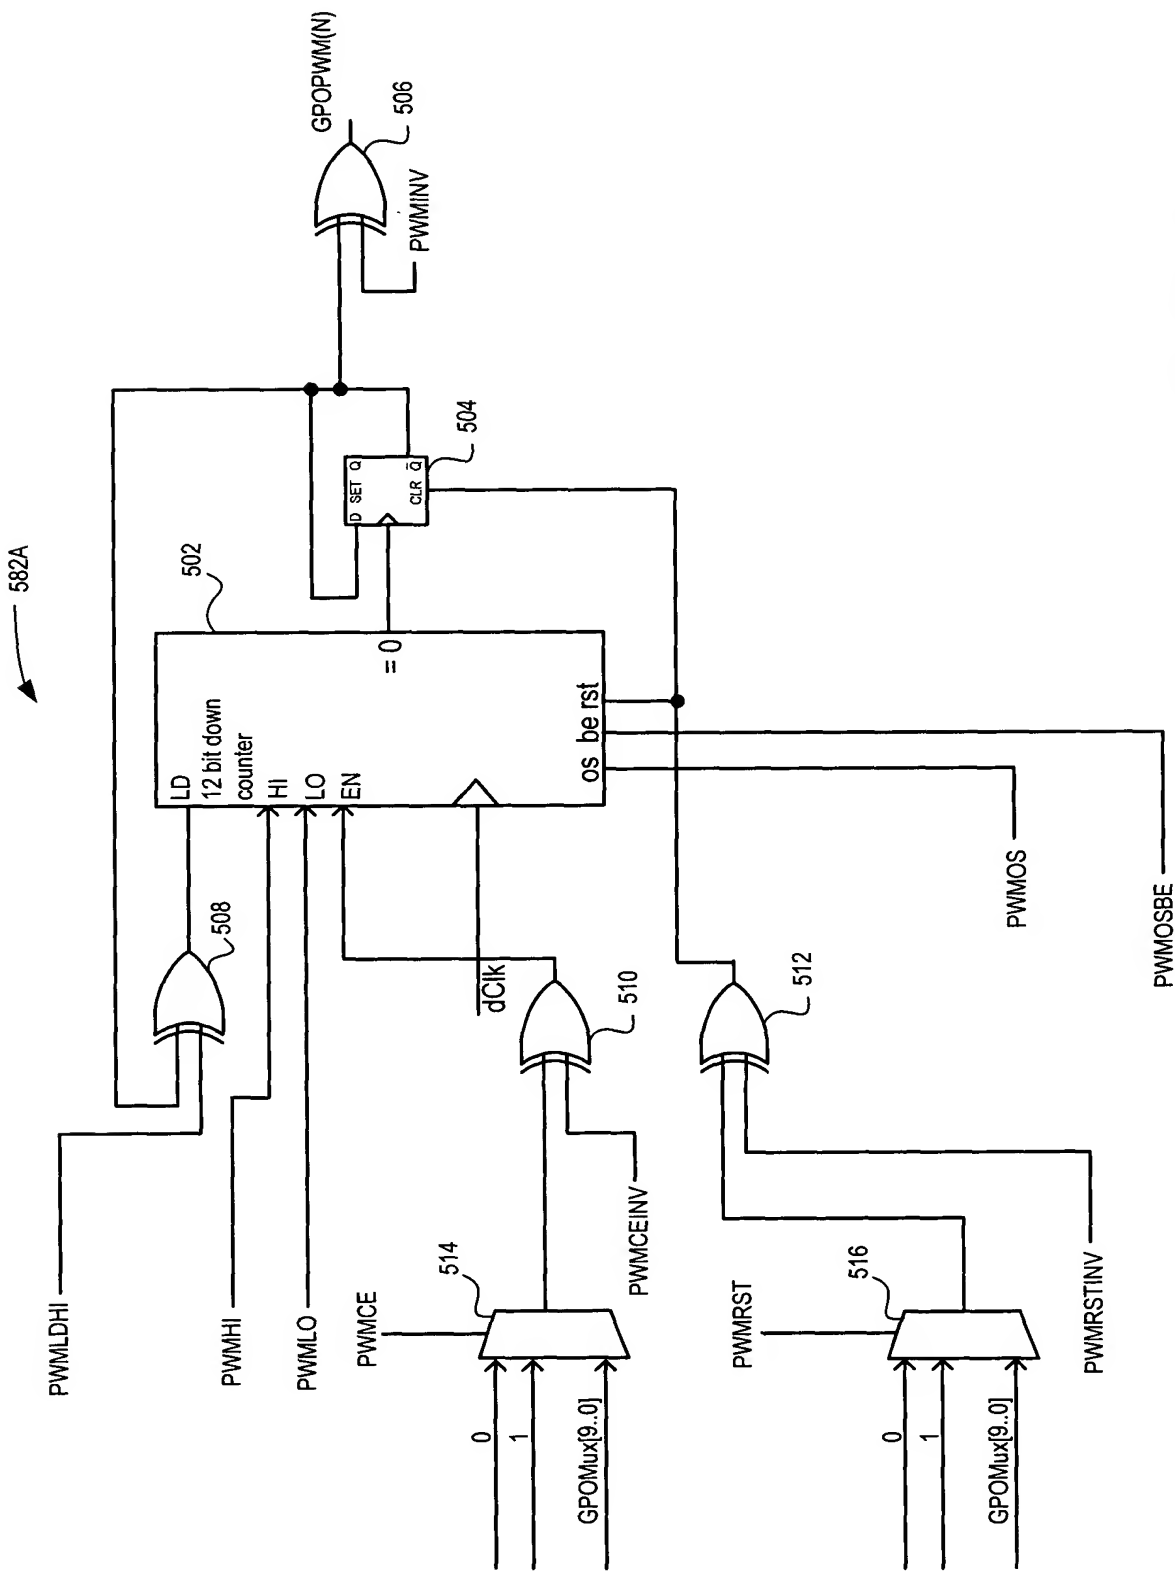 582A
GPOPWM(N)
506
PWMINV
504
D SET Q
CLR Q̅
502
LD
12 bit down
counter
HI
LO
EN
= 0
os be rst
508
dClk
510
512
PWMOS
PWMOSBE
PWMLDHI
PWMHI
PWMLO
PWMCE
514
PWMCEINV
PWMRST
516
PWMRSTINV
0
1
GPOMux[9..0]
0
1
GPOMux[9..0]